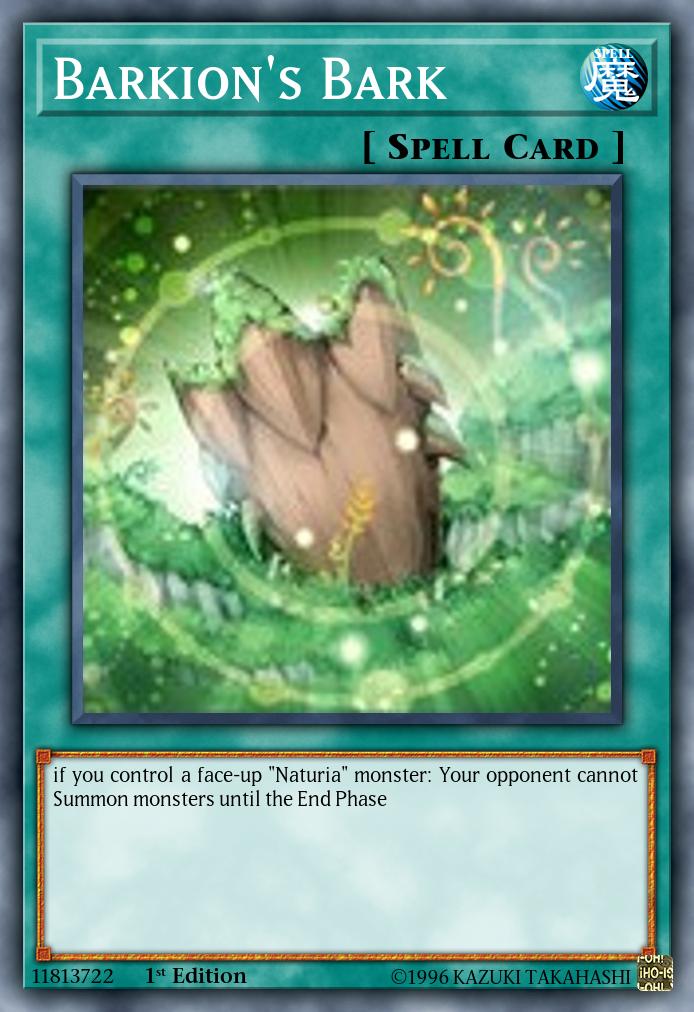 Barkion's Bark
SPELL
魔
[ Spell Card ]
if you control a face-up "Naturia" monster: Your opponent cannot
Summon monsters until the End Phase
11813722 1st Edition ©1996 KAZUKI TAKAHASHI